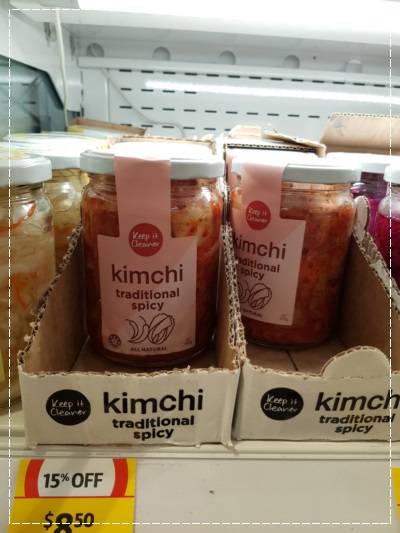 Keep it
Cleaner
kimchi
traditional
spicy
ALL NATURAL
Keep it
Cleaner
kimchi
traditional
spicy
Keep it
Cleaner
kimchi
traditional
spicy
Keep it
Cleaner
kimch
traditional
spicy
15% OFF
$8.50